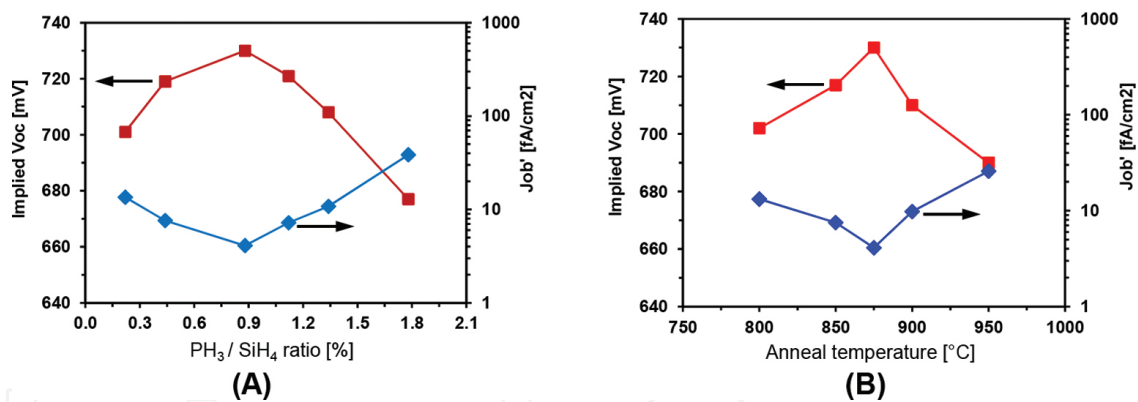 740
720
700
680
660
640
Implied Voc [mV]
1000
100
10
1
Job' [fA/cm2]
0.0 0.3 0.6 0.9 1.2 1.5 1.8 2.1
PH3 / SiH4 ratio [%]
(A)
740
720
700
680
660
640
Implied Voc [mV]
1000
100
10
1
Job' [fA/cm2]
750 800 850 900 950 1000
Anneal temperature [°C]
(B)